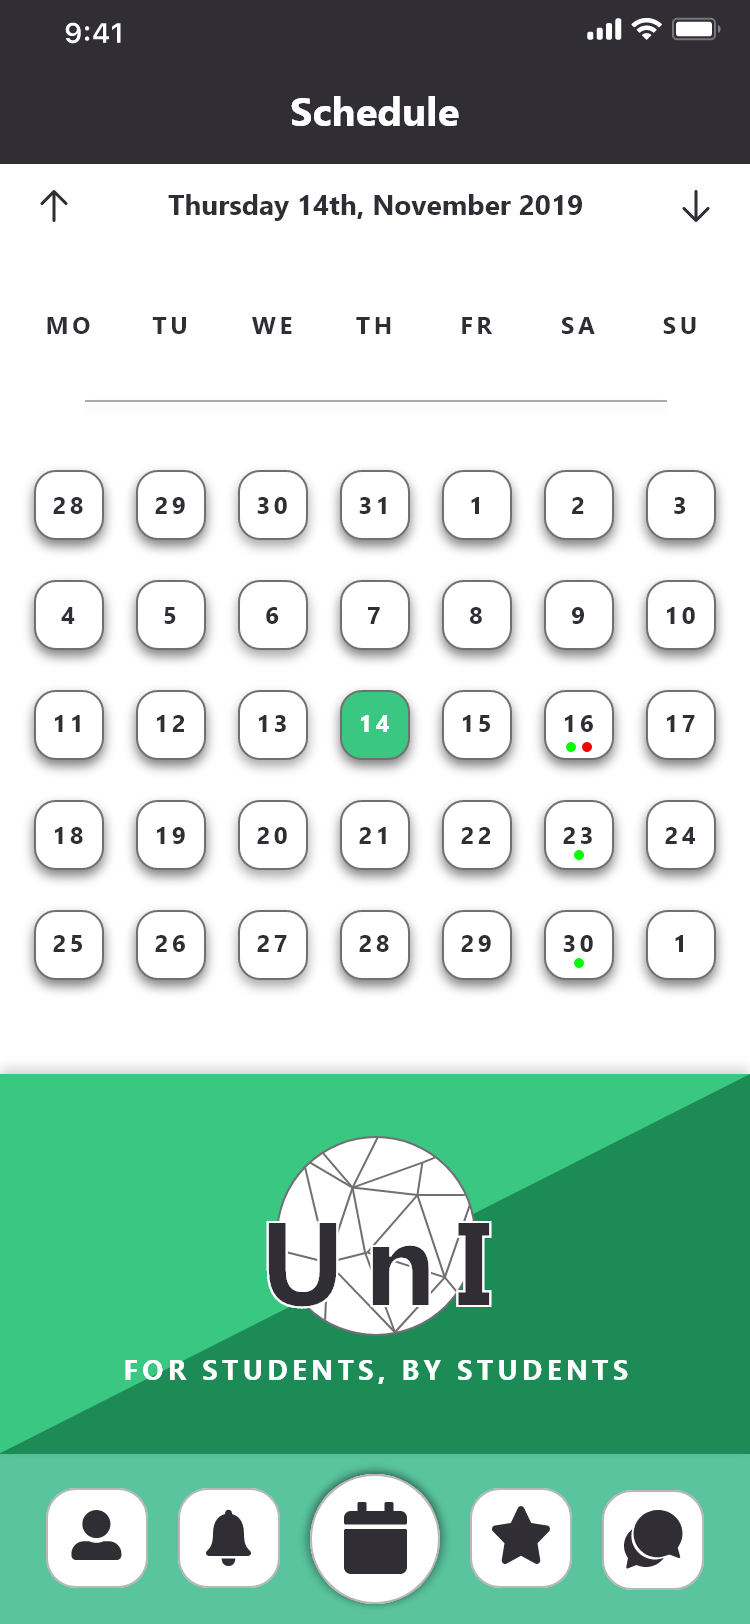 9:41
Schedule
Thursday 14th, November 2019
MO TU WE TH FR SA SU
28 29 30 31 1 2 3
4 5 6 7 8 9 10
11 12 13 14 15 16 17
18 19 20 21 22 23 24
25 26 27 28 29 30 1
UnI
FOR STUDENTS, BY STUDENTS